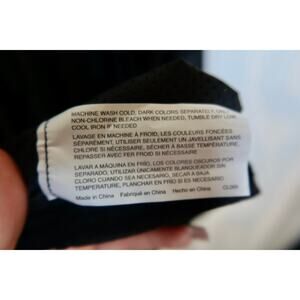 MACHINE WASH COLD, DARK COLORS SEPARATELY,
NON-CHLORINE BLEACH WHEN NEEDED, TUMBLE DRY LOW,
COOL IRON IF NEEDED
LAVAGE EN MACHINE À FROID, LES COULEURS FONCÉES
SÉPARÉMENT, UTILISER SEULEMENT UN JAVELLISANT SANS
CHLORE SI NÉCESSAIRE, SÉCHER À BASSE TEMPÉRATURE,
REPASSER AVEC FER FROID SI NÉCESSAIRE
LAVAR A MÁQUINA EN FRÍO, LOS COLORES OSCUROS POR
SEPARADO, UTILIZAR ÚNICAMENTE BLANQUEADOR SIN
CLORO CUANDO SEA NECESARIO, SECAR A BAJA
TEMPERATURE, PLANCHAR EN FRÍO SI ES NECESARIO
Made in China Fabriqué en China Hecho en China